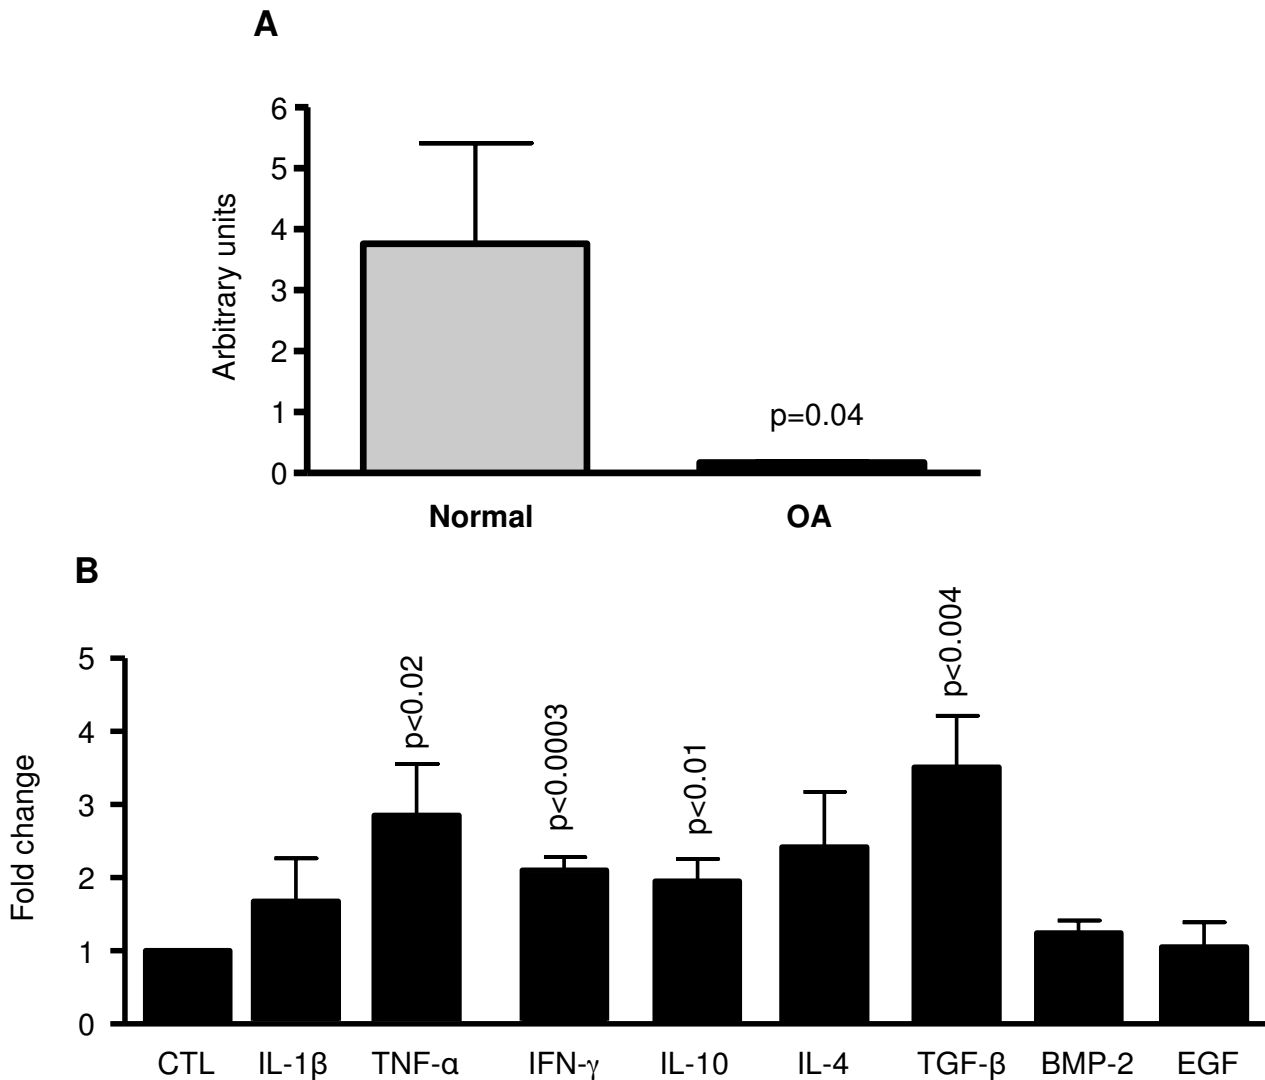 A
6
5
4
3
2
1
0
Arbitrary units
p=0.04
Normal OA
B
5
4
3
2
1
0
Fold change
p<0.02
p<0.0003
p<0.01
p<0.004
CTL IL-1β TNF-α IFN-γ IL-10 IL-4 TGF-β BMP-2 EGF